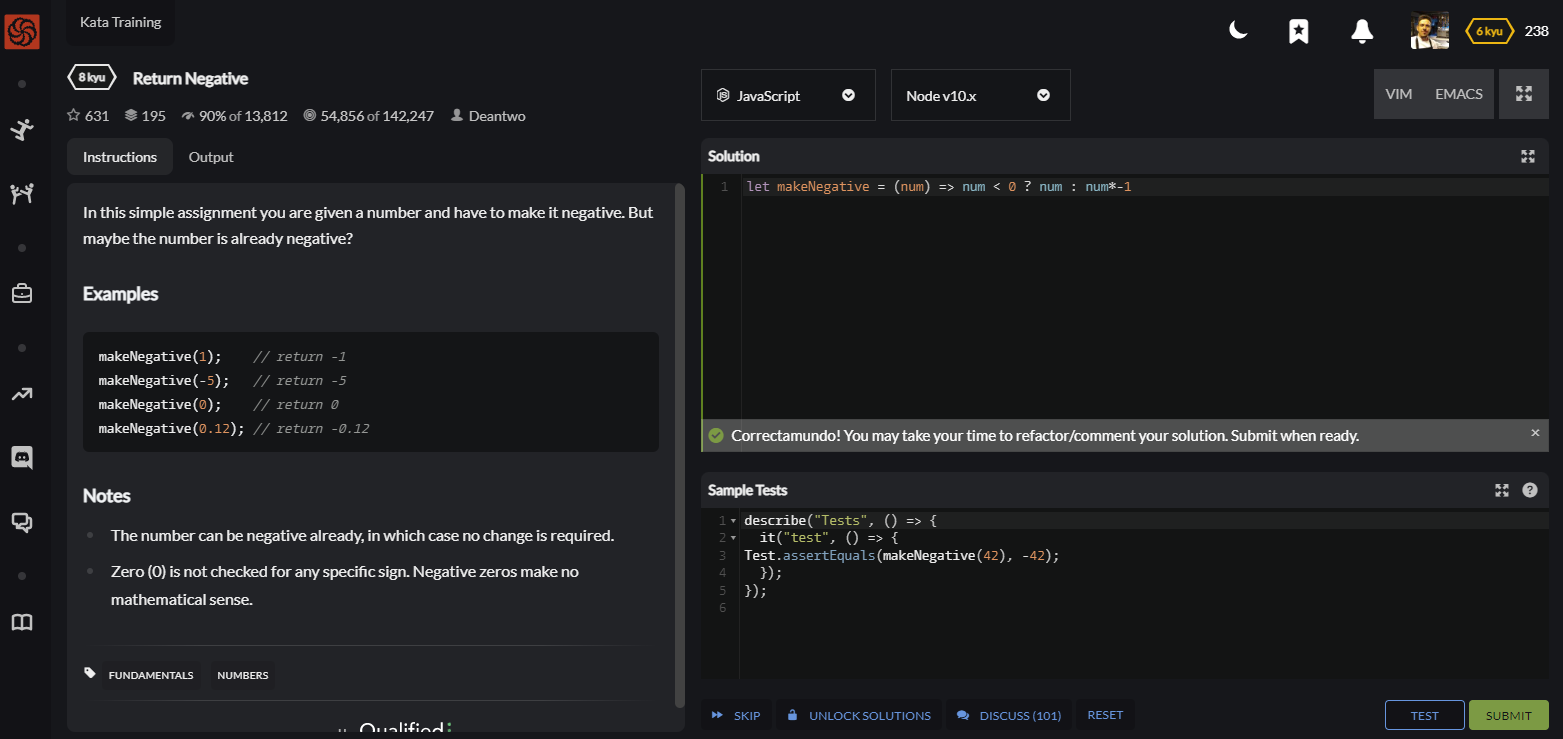 Kata Training
6 kyu 238
8 kyu Return Negative
631 195 90% of 13,812 54,856 of 142,247 Deantwo
Instructions Output
In this simple assignment you are given a number and have to make it negative. But
maybe the number is already negative?
Examples
makeNegative(1); // return -1
makeNegative(-5); // return -5
makeNegative(0); // return 0
makeNegative(0.12); // return -0.12
Notes
The number can be negative already, in which case no change is required.
Zero (0) is not checked for any specific sign. Negative zeros make no
mathematical sense.
FUNDAMENTALS NUMBERS
Qualified
JavaScript Node v10.x VIM EMACS
Solution
1 let makeNegative = (num) => num < 0 ? num : num*-1
Correctamundo! You may take your time to refactor/comment your solution. Submit when ready. ×
Sample Tests ?
1 describe("Tests", () => {
2 it("test", () => {
3 Test.assertEquals(makeNegative(42), -42);
4 });
5 });
6
SKIP UNLOCK SOLUTIONS DISCUSS (101) RESET TEST SUBMIT